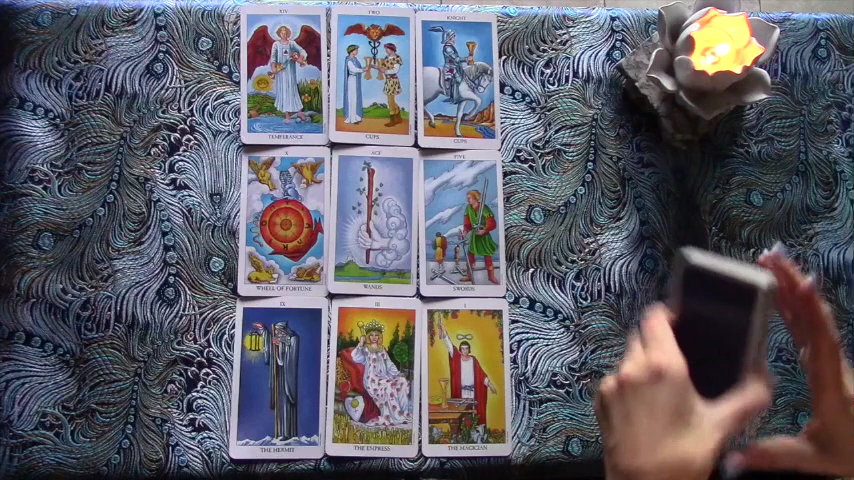 XIV
TWO
KNIGHT
TEMPERANCE
CUPS
CUPS
X
ACE
FIVE
WHEEL OF FORTUNE
WANDS
SWORDS
IX
III
I
THE HERMIT
THE EMPRESS
THE MAGICIAN